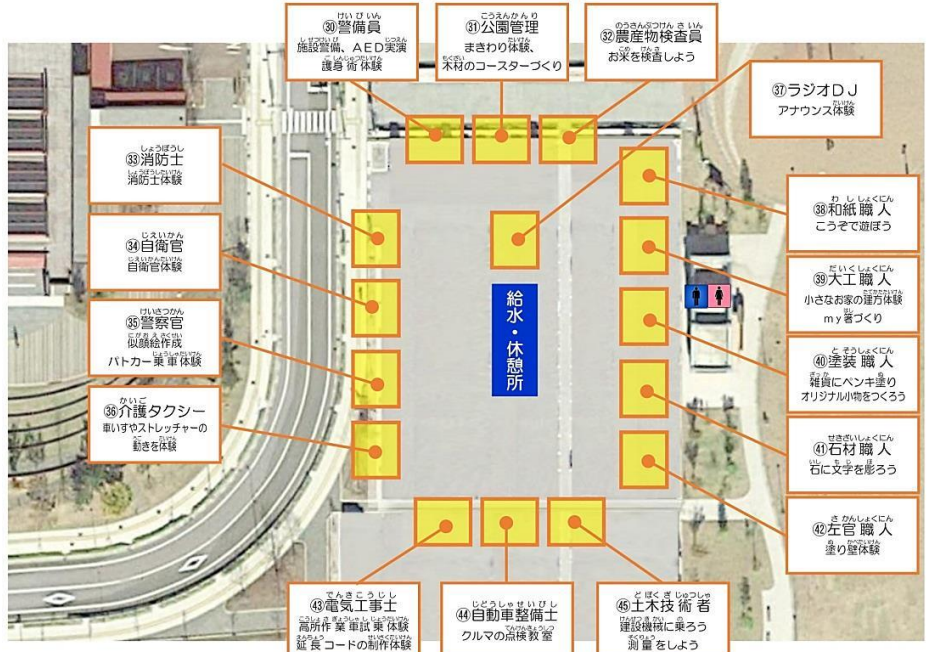 ㉚警備員
施設警備、AED実演
護身術体験
㉛公園管理
まきわり体験、
木材のコースターづくり
㉜農産物検査員
お米を検査しよう
㊲ラジオDJ
アナウンス体験
㉝消防士
消防士体験
㉞自衛官
自衛官体験
㉟警察官
似顔絵作成
パトカー乗車体験
㊱介護タクシー
車いすやストレッチャーの
動きを体験
給水・休憩所
㊳和紙職人
こうぞで遊ぼう
㊴大工職人
小さなお家の建方体験
my箸づくり
㊵塗装職人
雑貨にペンキ塗り
オリジナル小物をつくろう
㊶石材職人
石に文字を彫ろう
㊷左官職人
塗り壁体験
㊸電気工事士
高所作業車試乗体験
延長コードの制作体験
㊹自動車整備士
クルマの点検教室
㊺土木技術者
建設機械に乗ろう
測量をしよう